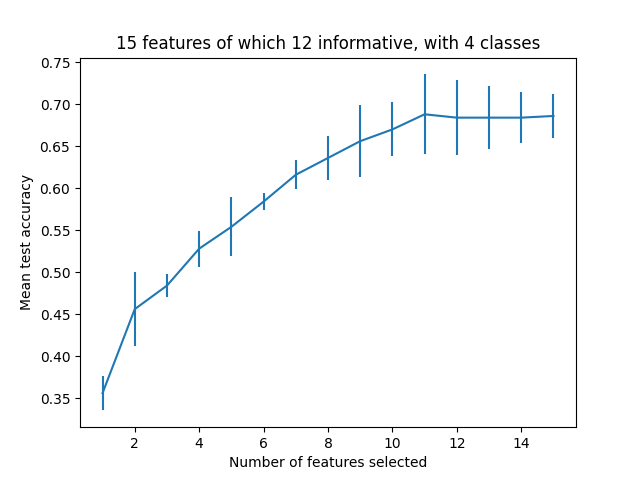 15 features of which 12 informative, with 4 classes
0.75
0.70
0.65
0.60
0.55
0.50
0.45
0.40
0.35
Mean test accuracy
2 4 6 8 10 12 14
Number of features selected